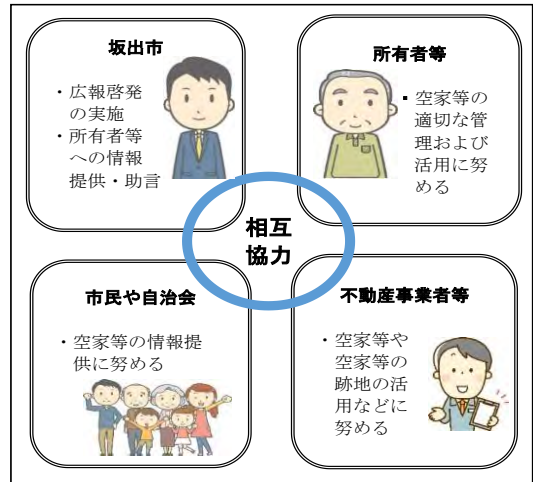 坂出市
・広報啓発
の実施
・所有者等
への情報
提供・助言
所有者等
▪ 空家等の
適切な管
理および
活用に努
める
相互
協力
市民や自治会
・空家等の情報提
供に努める
不動産事業者等
・空家等や
空家等の
跡地の活
用などに
努める